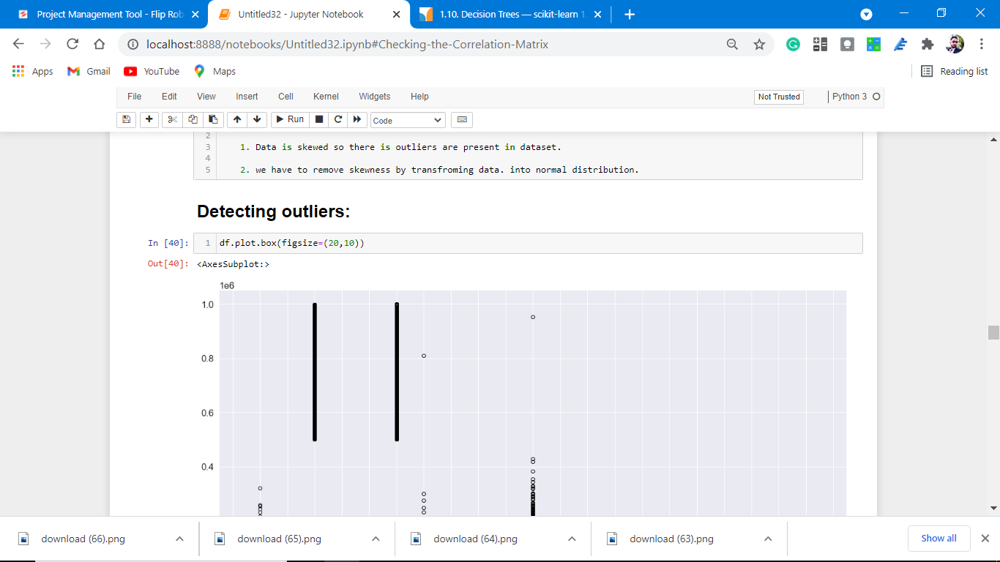 Project Management Tool - Flip Rob
Untitled32 - Jupyter Notebook
1.10. Decision Trees — scikit-learn 1.
localhost:8888/notebooks/Untitled32.ipynb#Checking-the-Correlation-Matrix
Apps Gmail YouTube Maps Reading list
File Edit View Insert Cell Kernel Widgets Help Not Trusted Python 3
Run Code
2
3 1. Data is skewed so there is outliers are present in dataset.
4
5 2. we have to remove skewness by transfroming data. into normal distribution.
Detecting outliers:
In [40]: 1 df.plot.box(figsize=(20,10))
Out[40]: <AxesSubplot:>
1e6
1.0
0.8
0.6
0.4
download (66).png download (65).png download (64).png download (63).png Show all